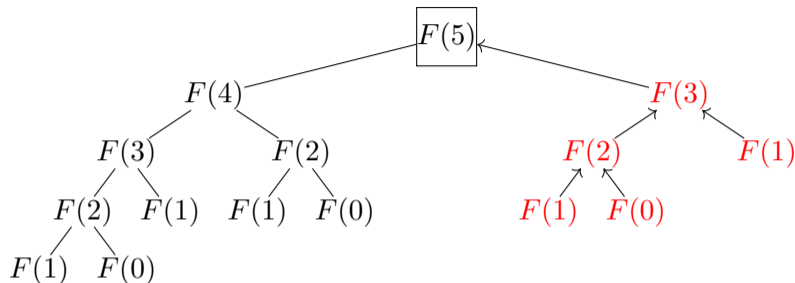 F(5)
F(4) F(3)
F(3) F(2) F(2) F(1)
F(2) F(1) F(1) F(0) F(1) F(0)
F(1) F(0)